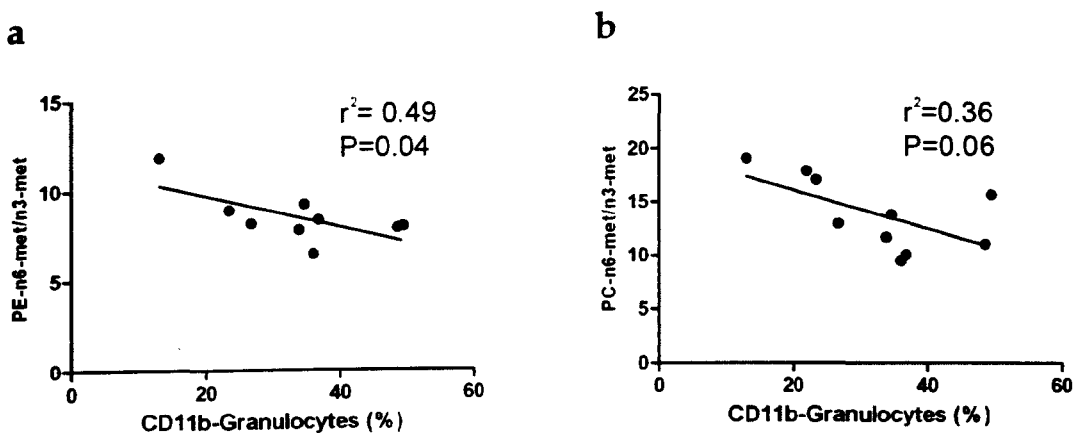 a
r²= 0.49
P=0.04
PE-n6-met/n3-met
15
10
5
0
0 20 40 60
CD11b-Granulocytes (%)
b
r²=0.36
P=0.06
PC-n6-met/n3-met
25
20
15
10
5
0
0 20 40 60
CD11b-Granulocytes (%)